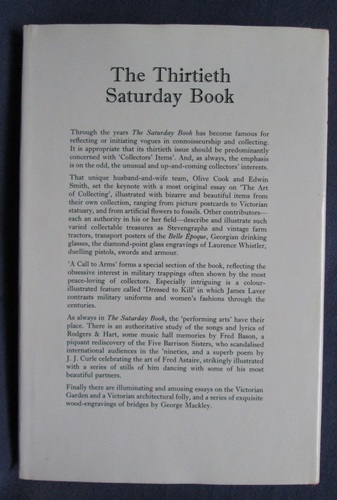 The Thirtieth
Saturday Book
Through the years The Saturday Book has become famous for
reflecting or initiating vogues in connoisseurship and collecting.
It is appropriate that its thirtieth issue should be predominantly
concerned with 'Collectors' Items'. And, as always, the emphasis
is on the odd, the unusual and up-and-coming collectors' interests.
That unique husband-and-wife team, Olive Cook and Edwin
Smith, set the keynote with a most original essay on 'The Art
of Collecting', illustrated with bizarre and beautiful items from
their own collection, ranging from picture postcards to Victorian
statuary, and from artificial flowers to fossils. Other contributors—
each an authority in his or her field—describe and illustrate such
varied collectable treasures as Stevengraphs and vintage farm
tractors, transport posters of the Belle Époque, Georgian drinking
glasses, the diamond-point glass engravings of Laurence Whistler,
duelling pistols, swords and armour.
'A Call to Arms' forms a special section of the book, reflecting the
obsessive interest in military trappings often shown by the most
peace-loving of collectors. Especially intriguing is a colour-
illustrated feature called 'Dressed to Kill' in which James Laver
contrasts military uniforms and women's fashions through the
centuries.
As always in The Saturday Book, the 'performing arts' have their
place. There is an authoritative study of the songs and lyrics of
Rodgers & Hart, some music hall memories by Fred Bason, a
piquant rediscovery of the Five Barrison Sisters, who scandalised
international audiences in the 'nineties, and a superb poem by
J. J. Curle celebrating the art of Fred Astaire, strikingly illustrated
with a series of stills of him dancing with some of his most
beautiful partners.
Finally there are illuminating and amusing essays on the Victorian
Garden and a Victorian architectural folly, and a series of exquisite
wood-engravings of bridges by George Mackley.